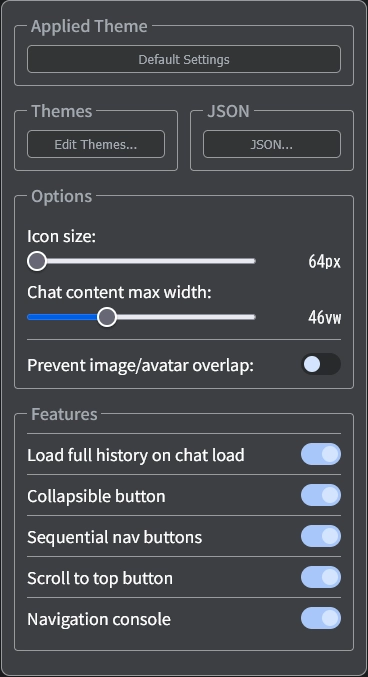 Applied Theme
Default Settings
Themes
JSON
Edit Themes...
JSON...
Options
Icon size:
64px
Chat content max width:
46vw
Prevent image/avatar overlap:
Features
Load full history on chat load
Collapsible button
Sequential nav buttons
Scroll to top button
Navigation console